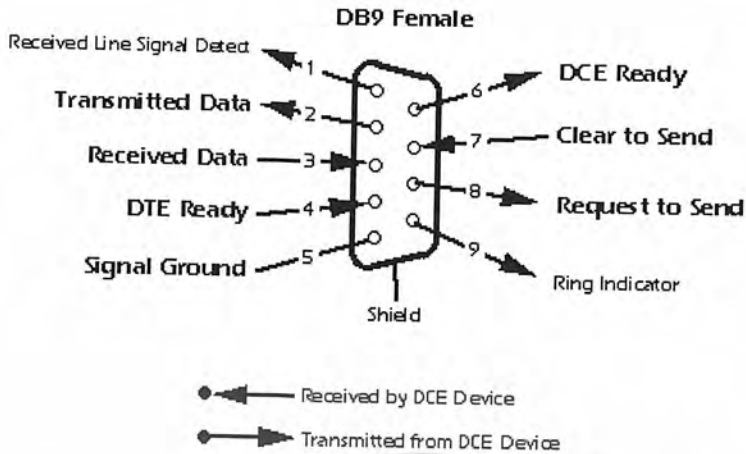 DB9 Female
Received Line Signal Detect
1
Transmitted Data
2
Received Data
3
DTE Ready
4
Signal Ground
5
6
DCE Ready
7
Clear to Send
8
Request to Send
9
Ring Indicator
Shield
Received by DCE Device
Transmitted from DCE Device